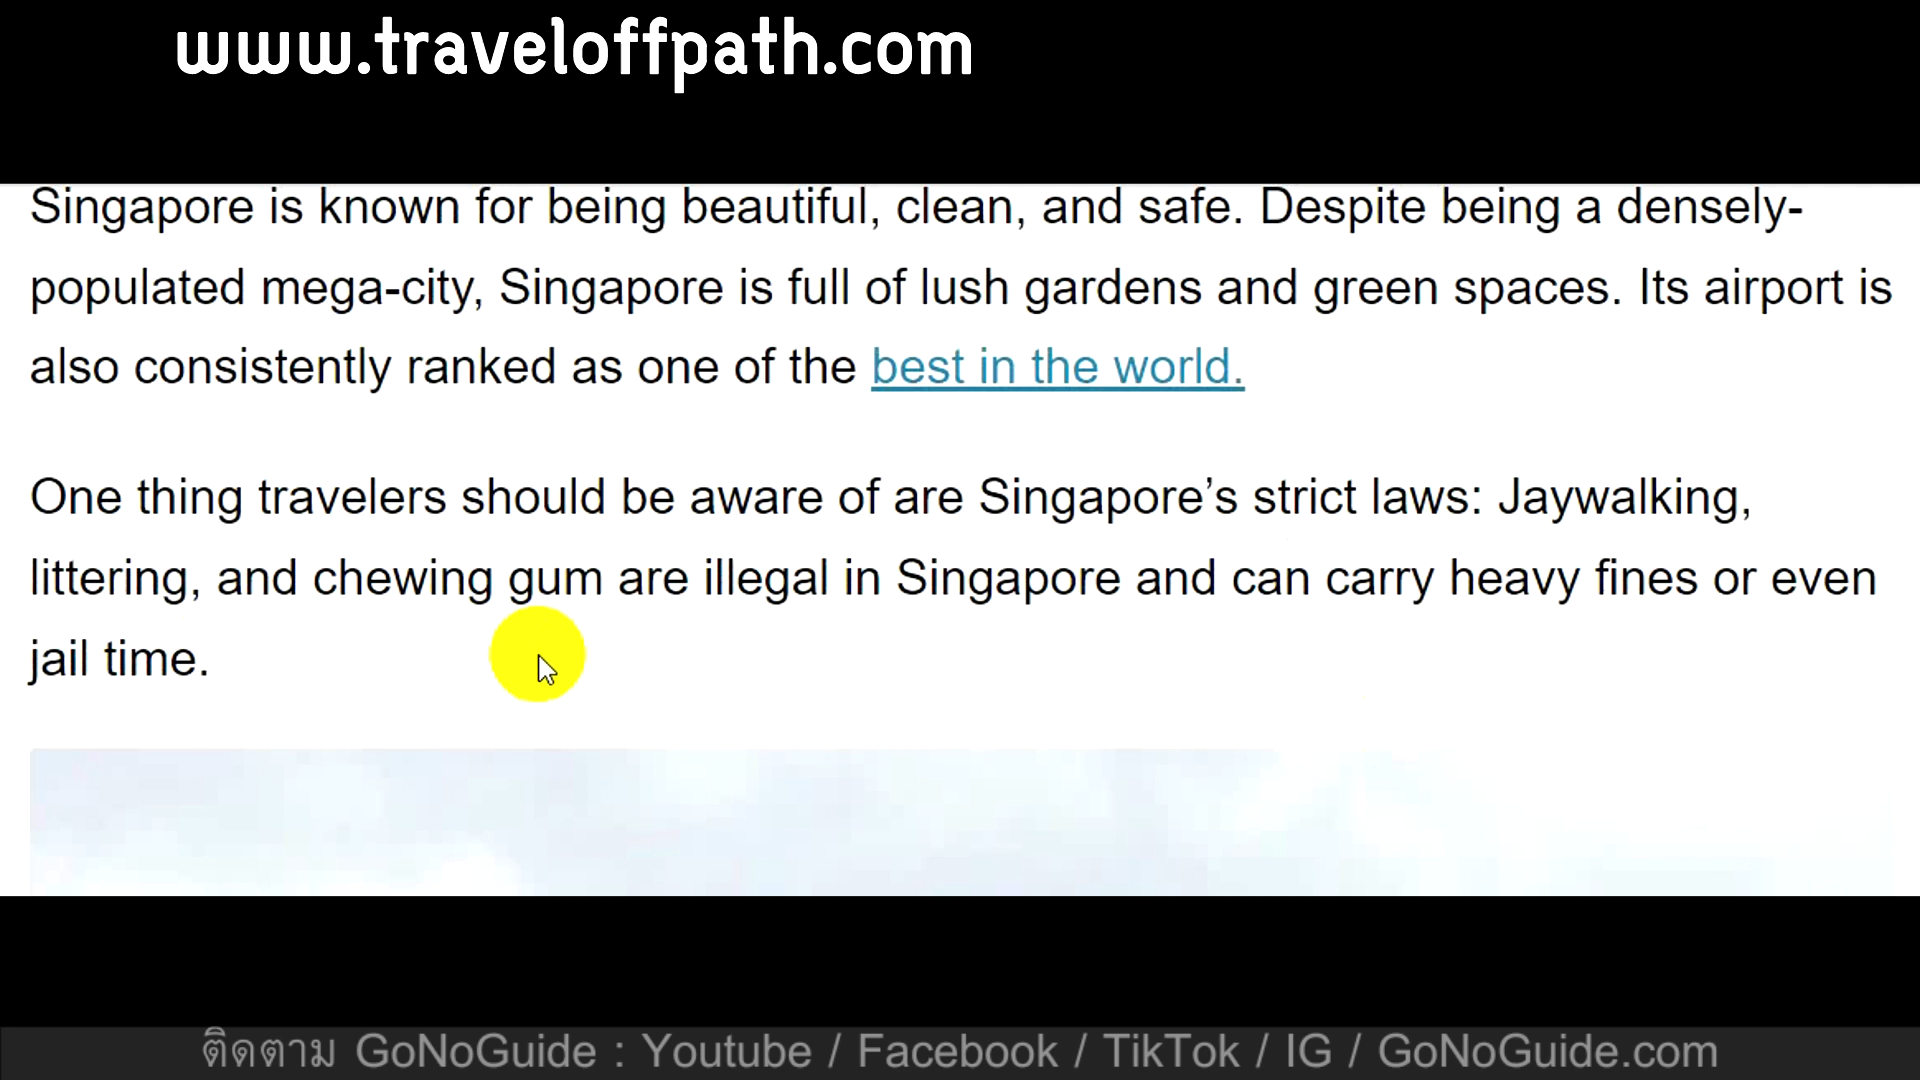 www.traveloffpath.com
Singapore is known for being beautiful, clean, and safe. Despite being a densely-
populated mega-city, Singapore is full of lush gardens and green spaces. Its airport is
also consistently ranked as one of the best in the world.
One thing travelers should be aware of are Singapore’s strict laws: Jaywalking,
littering, and chewing gum are illegal in Singapore and can carry heavy fines or even
jail time.
ติดตาม GoNoGuide : Youtube / Facebook / TikTok / IG / GoNoGuide.com